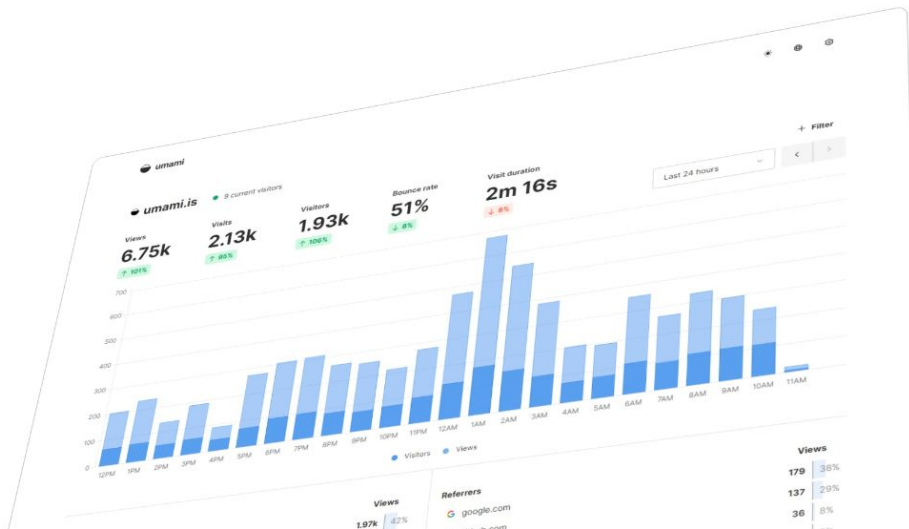 umami
+ Filter
umami.is
9 current visitors
Last 24 hours
Views
6.75k
↑ 101%
Visits
2.13k
↑ 95%
Visitors
1.93k
↑ 106%
Bounce rate
51%
↓ 8%
Visit duration
2m 16s
↓ 6%
700
600
500
400
300
200
100
0
12PM 1PM 2PM 3PM 4PM 5PM 6PM 7PM 8PM 9PM 10PM 11PM 12AM 1AM 2AM 3AM 4AM 5AM 6AM 7AM 8AM 9AM 10AM 11AM
Visitors Views
Views
1.97k 42%
Referrers
Views
google.com
179 38%
137 29%
36 8%